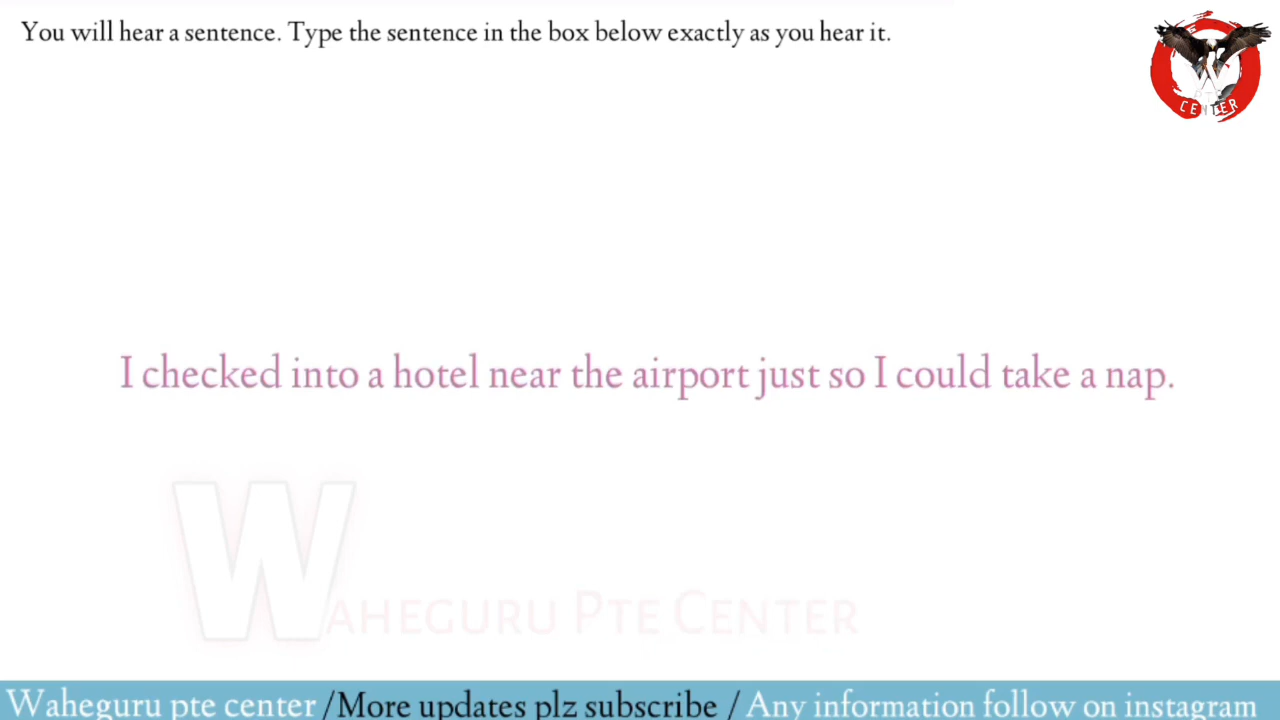 You will hear a sentence. Type the sentence in the box below exactly as you hear it.
PTE
CENTER
I checked into a hotel near the airport just so I could take a nap.
WAHEGURU PTE CENTER
Waheguru pte center /More updates plz subscribe / Any information follow on instagram